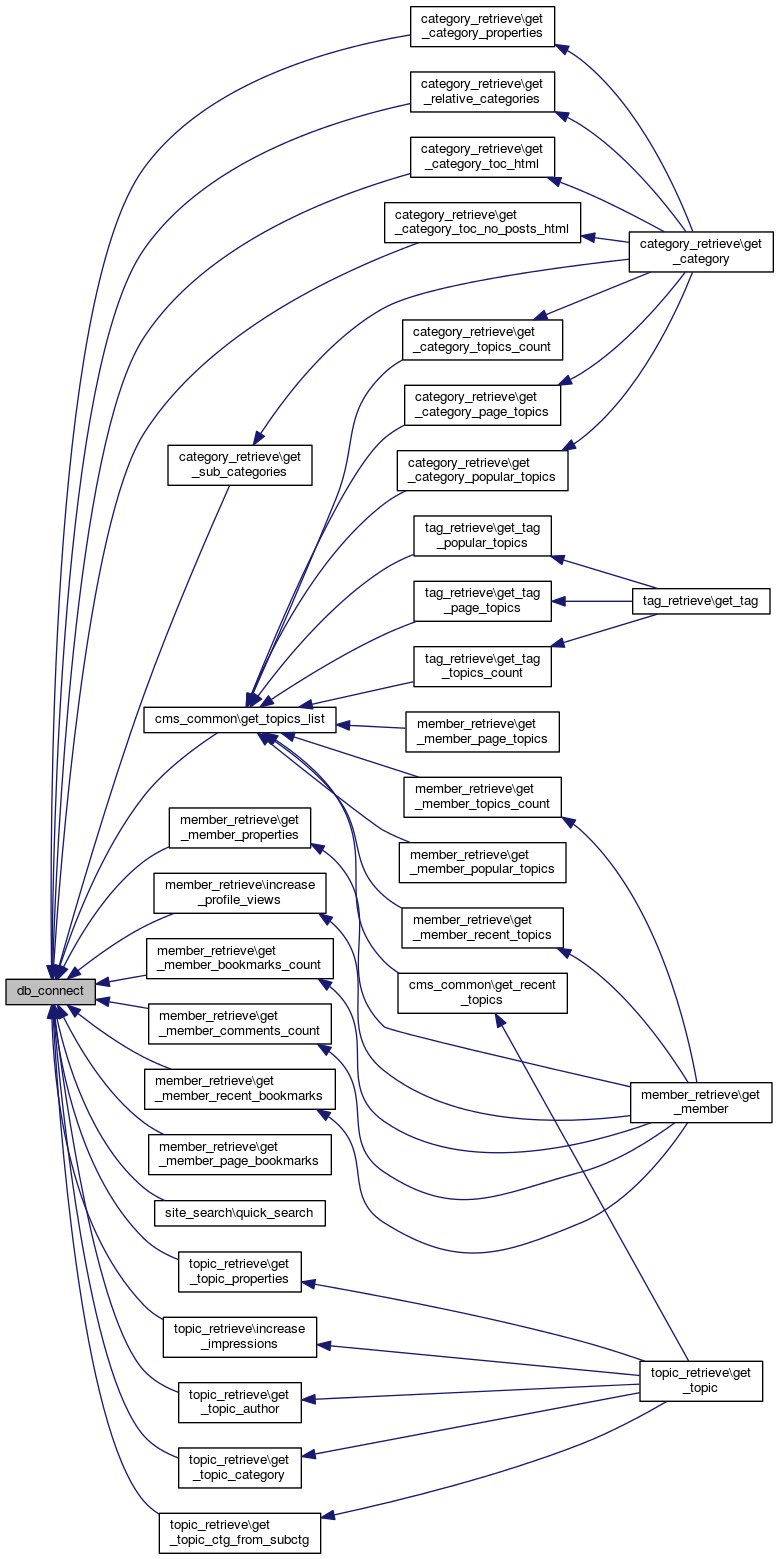 category_retrieve\get
_category_properties
category_retrieve\get
_relative_categories
category_retrieve\get
_category_toc_html
category_retrieve\get
_category_toc_no_posts_html
category_retrieve\get
_category
category_retrieve\get
_category_topics_count
category_retrieve\get
_category_page_topics
category_retrieve\get
_sub_categories
category_retrieve\get
_category_popular_topics
tag_retrieve\get_tag
_popular_topics
tag_retrieve\get_tag
_page_topics
tag_retrieve\get_tag
tag_retrieve\get_tag
_topics_count
cms_common\get_topics_list
member_retrieve\get
_member_page_topics
member_retrieve\get
_member_topics_count
member_retrieve\get
_member_properties
member_retrieve\get
_member_popular_topics
member_retrieve\increase
_profile_views
member_retrieve\get
_member_recent_topics
member_retrieve\get
_member_bookmarks_count
db_connect
cms_common\get_recent
_topics
member_retrieve\get
_member_comments_count
member_retrieve\get
_member_recent_bookmarks
member_retrieve\get
_member
member_retrieve\get
_member_page_bookmarks
site_search\quick_search
topic_retrieve\get
_topic_properties
topic_retrieve\increase
_impressions
topic_retrieve\get
_topic
topic_retrieve\get
_topic_author
topic_retrieve\get
_topic_category
topic_retrieve\get
_topic_ctg_from_subctg